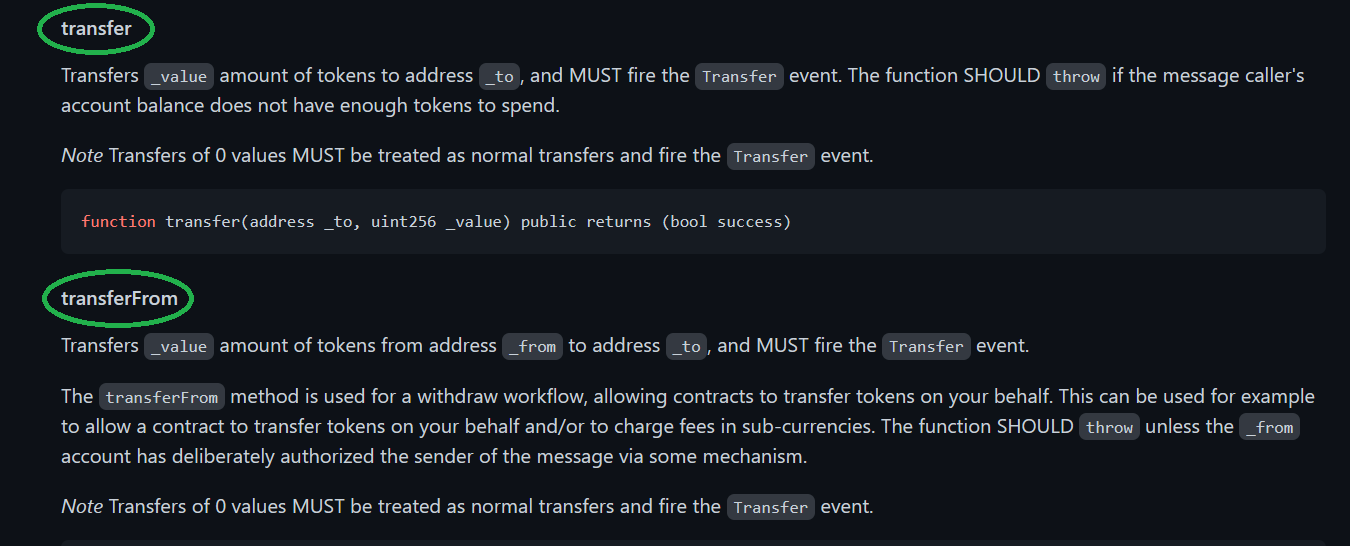 transfer
Transfers _value amount of tokens to address _to, and MUST fire the Transfer event. The function SHOULD throw if the message caller's
account balance does not have enough tokens to spend.
Note Transfers of 0 values MUST be treated as normal transfers and fire the Transfer event.
function transfer(address _to, uint256 _value) public returns (bool success)
transferFrom
Transfers _value amount of tokens from address _from to address _to, and MUST fire the Transfer event.
The transferFrom method is used for a withdraw workflow, allowing contracts to transfer tokens on your behalf. This can be used for example
to allow a contract to transfer tokens on your behalf and/or to charge fees in sub-currencies. The function SHOULD throw unless the _from
account has deliberately authorized the sender of the message via some mechanism.
Note Transfers of 0 values MUST be treated as normal transfers and fire the Transfer event.